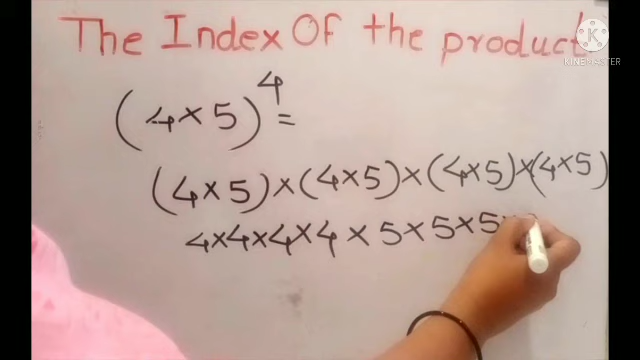 The Index Of the product
KINEMASTER
(4×5)⁴ =
(4×5)×(4×5)×(4×5)×(4×5)
4×4×4×4×5×5×5×